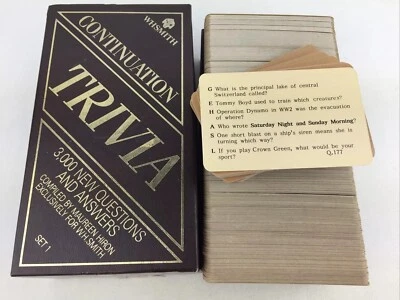 WHSMITH
CONTINUATION
TRIVIA
3,000 NEW QUESTIONS
AND ANSWERS
COMPILED BY MAUREEN HIRON
EXCLUSIVELY FOR WH SMITH
SET 1
G What is the principal lake of central
Switzerland called?
E Tommy Boyd used to train which creatures?
H Operation Dynamo in WW2 was the evacuation
of where?
A Who wrote Saturday Night and Sunday Morning?
S One short blast on a ship's siren means she is
turning which way?
L If you play Crown Green, what would be your
sport?
Q.177